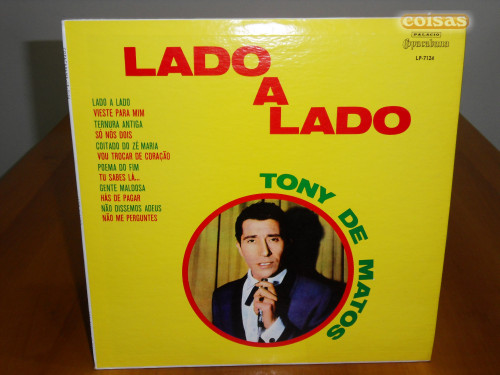 coisas
PALACIO
Copacabana
LP-7124
LADO
A
LADO
LADO A LADO
VIESTE PARA MIM
TERNURA ANTIGA
SÓ NÓS DOIS
COITADO DO ZÉ MARIA
VOU TROCAR DE CORAÇÃO
POEMA DO FIM
TU SABES LÁ...
GENTE MALDOSA
HÁS DE PAGAR
NÃO DISSEMOS ADEUS
NÃO ME PERGUNTES
TONY DE MATOS